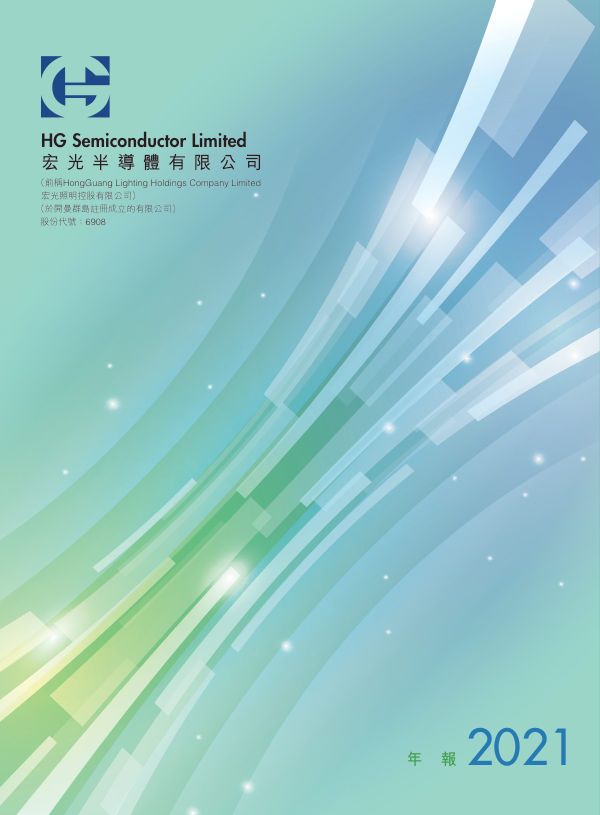 HG Semiconductor Limited
宏光半導體有限公司
(前稱HongGuang Lighting Holdings Company Limited
宏光照明控股有限公司)
(於開曼群島註冊成立的有限公司)
股份代號：6908
年報 2021